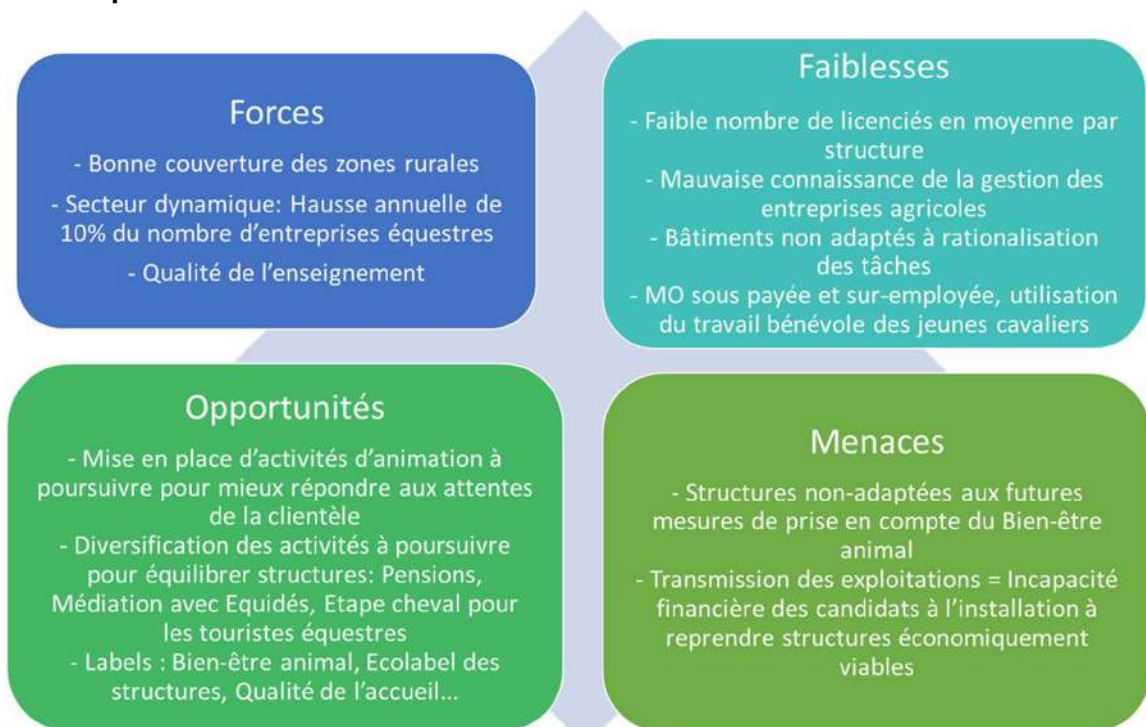 Forces
- Bonne couverture des zones rurales
- Secteur dynamique: Hausse annuelle de
10% du nombre d’entreprises équestres
- Qualité de l’enseignement
Faiblesses
- Faible nombre de licenciés en moyenne par
structure
- Mauvaise connaissance de la gestion des
entreprises agricoles
- Bâtiments non adaptés à rationalisation
des tâches
- MO sous payée et sur-employée, utilisation
du travail bénévole des jeunes cavaliers
Opportunités
- Mise en place d’activités d’animation à
poursuivre pour mieux répondre aux attentes
de la clientèle
- Diversification des activités à poursuivre
pour équilibrer structures: Pensions,
Médiation avec Equidés, Etape cheval pour
les touristes équestres
- Labels : Bien-être animal, Ecolabel des
structures, Qualité de l’accueil...
Menaces
- Structures non-adaptées aux futures
mesures de prise en compte du Bien-être
animal
- Transmission des exploitations = Incapacité
financière des candidats à l’installation à
reprendre structures économiquement
viables